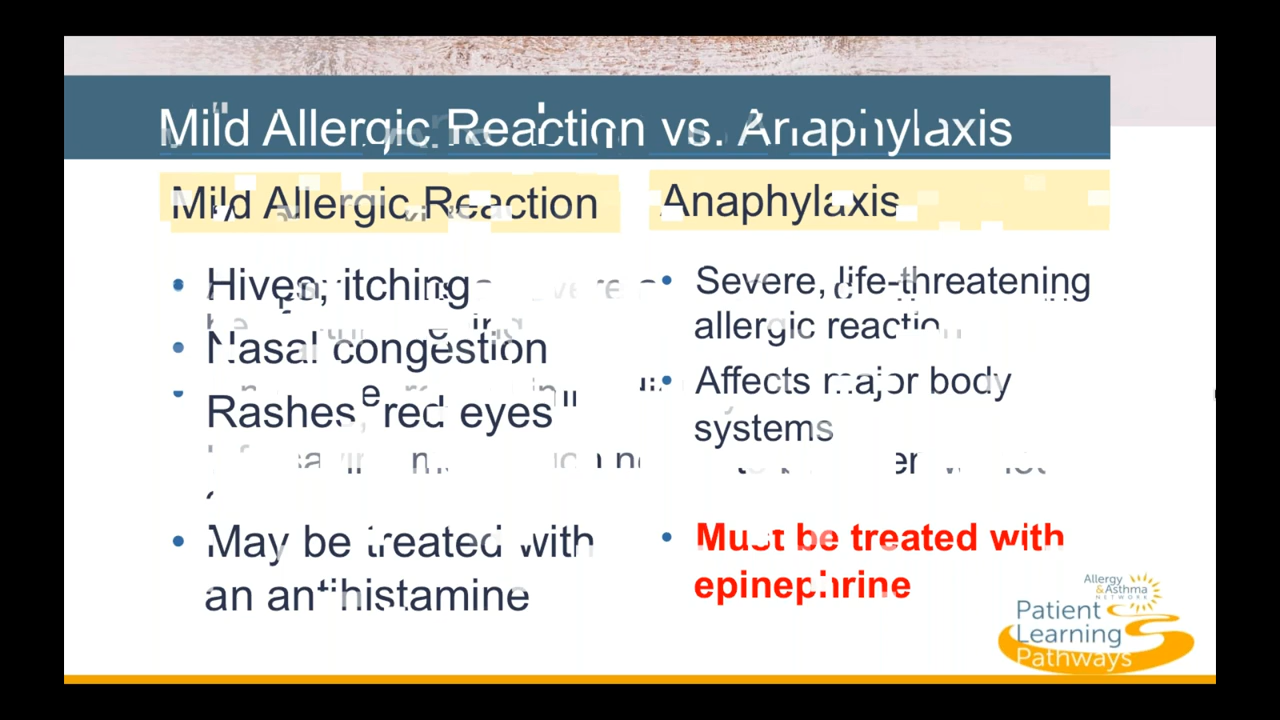 Mild Allergic Reaction vs. Anaphylaxis
Mild Allergic Reaction
• Hives, itching
• Nasal congestion
• Rashes, red eyes
• May be treated with
an antihistamine
Anaphylaxis
• Severe, life-threatening
allergic reaction
• Affects major body
systems
• Must be treated with
epinephrine
Allergy
& Asthma
NETWORK
Patient
Learning
Pathways